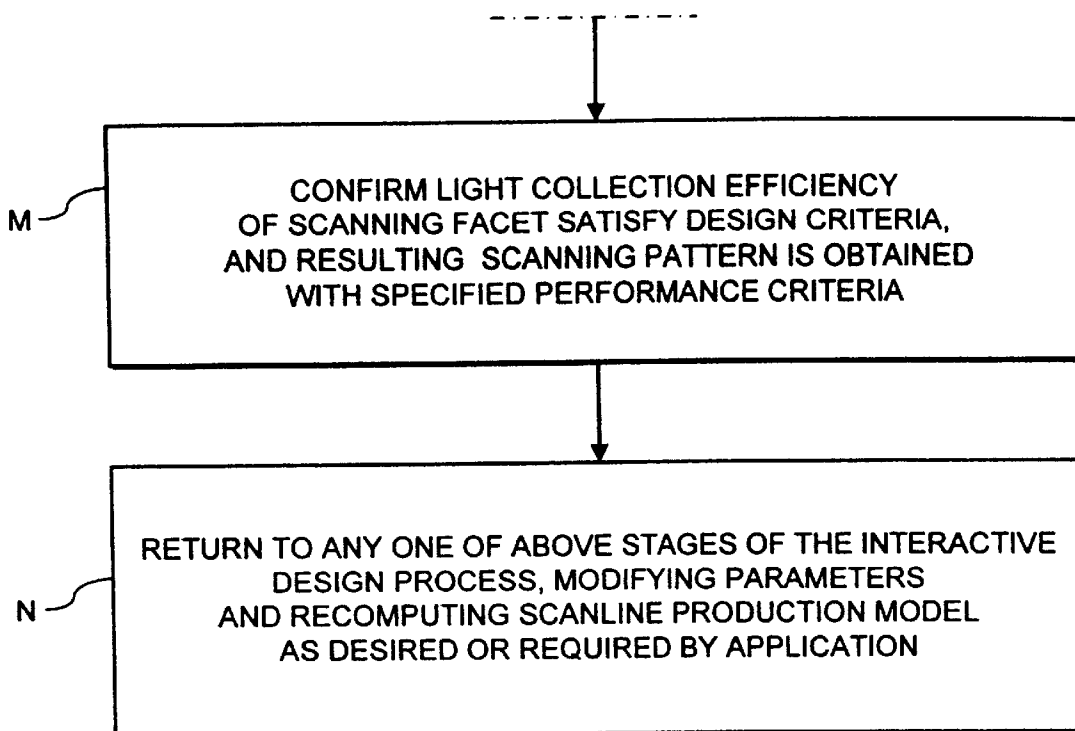 M
CONFIRM LIGHT COLLECTION EFFICIENCY
OF SCANNING FACET SATISFY DESIGN CRITERIA,
AND RESULTING SCANNING PATTERN IS OBTAINED
WITH SPECIFIED PERFORMANCE CRITERIA
N
RETURN TO ANY ONE OF ABOVE STAGES OF THE INTERACTIVE
DESIGN PROCESS, MODIFYING PARAMETERS
AND RECOMPUTING SCANLINE PRODUCTION MODEL
AS DESIRED OR REQUIRED BY APPLICATION